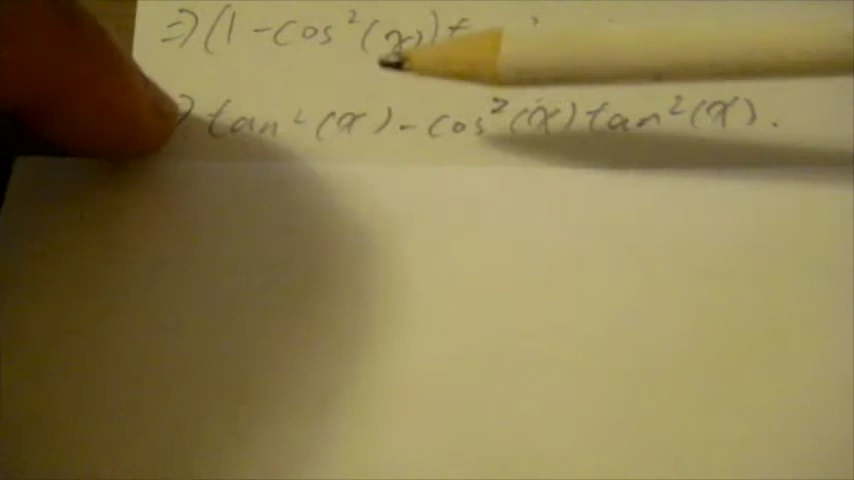 ⇒ (1 - cos²(x)) t
⇒ tan²(x) - cos²(x) tan²(x).